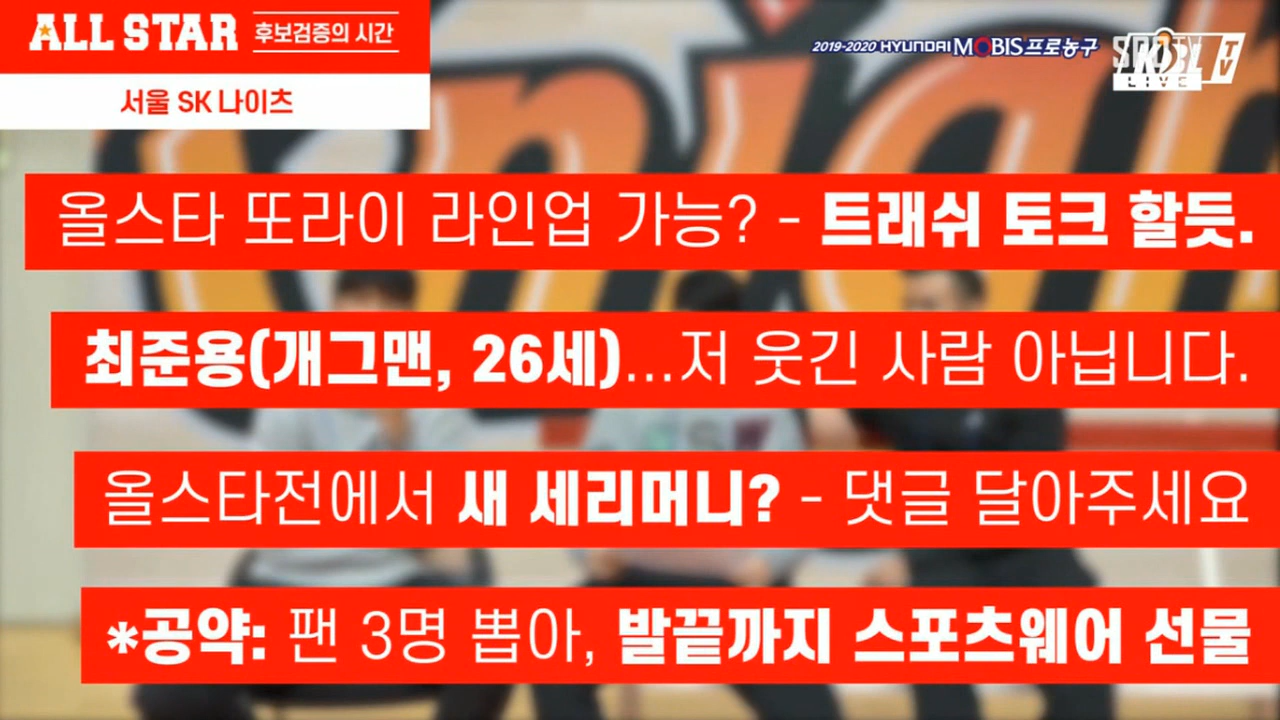 ALL STAR 후보검증의 시간
서울 SK 나이츠
2019-2020 HYUNDAI MOBIS 프로농구
LIVE
올스타 또라이 라인업 가능? - 트래쉬 토크 할듯.
최준용(개그맨, 26세)...저 웃긴 사람 아닙니다.
올스타전에서 새 세리머니? - 댓글 달아주세요
*공약: 팬 3명 뽑아, 발끝까지 스포츠웨어 선물